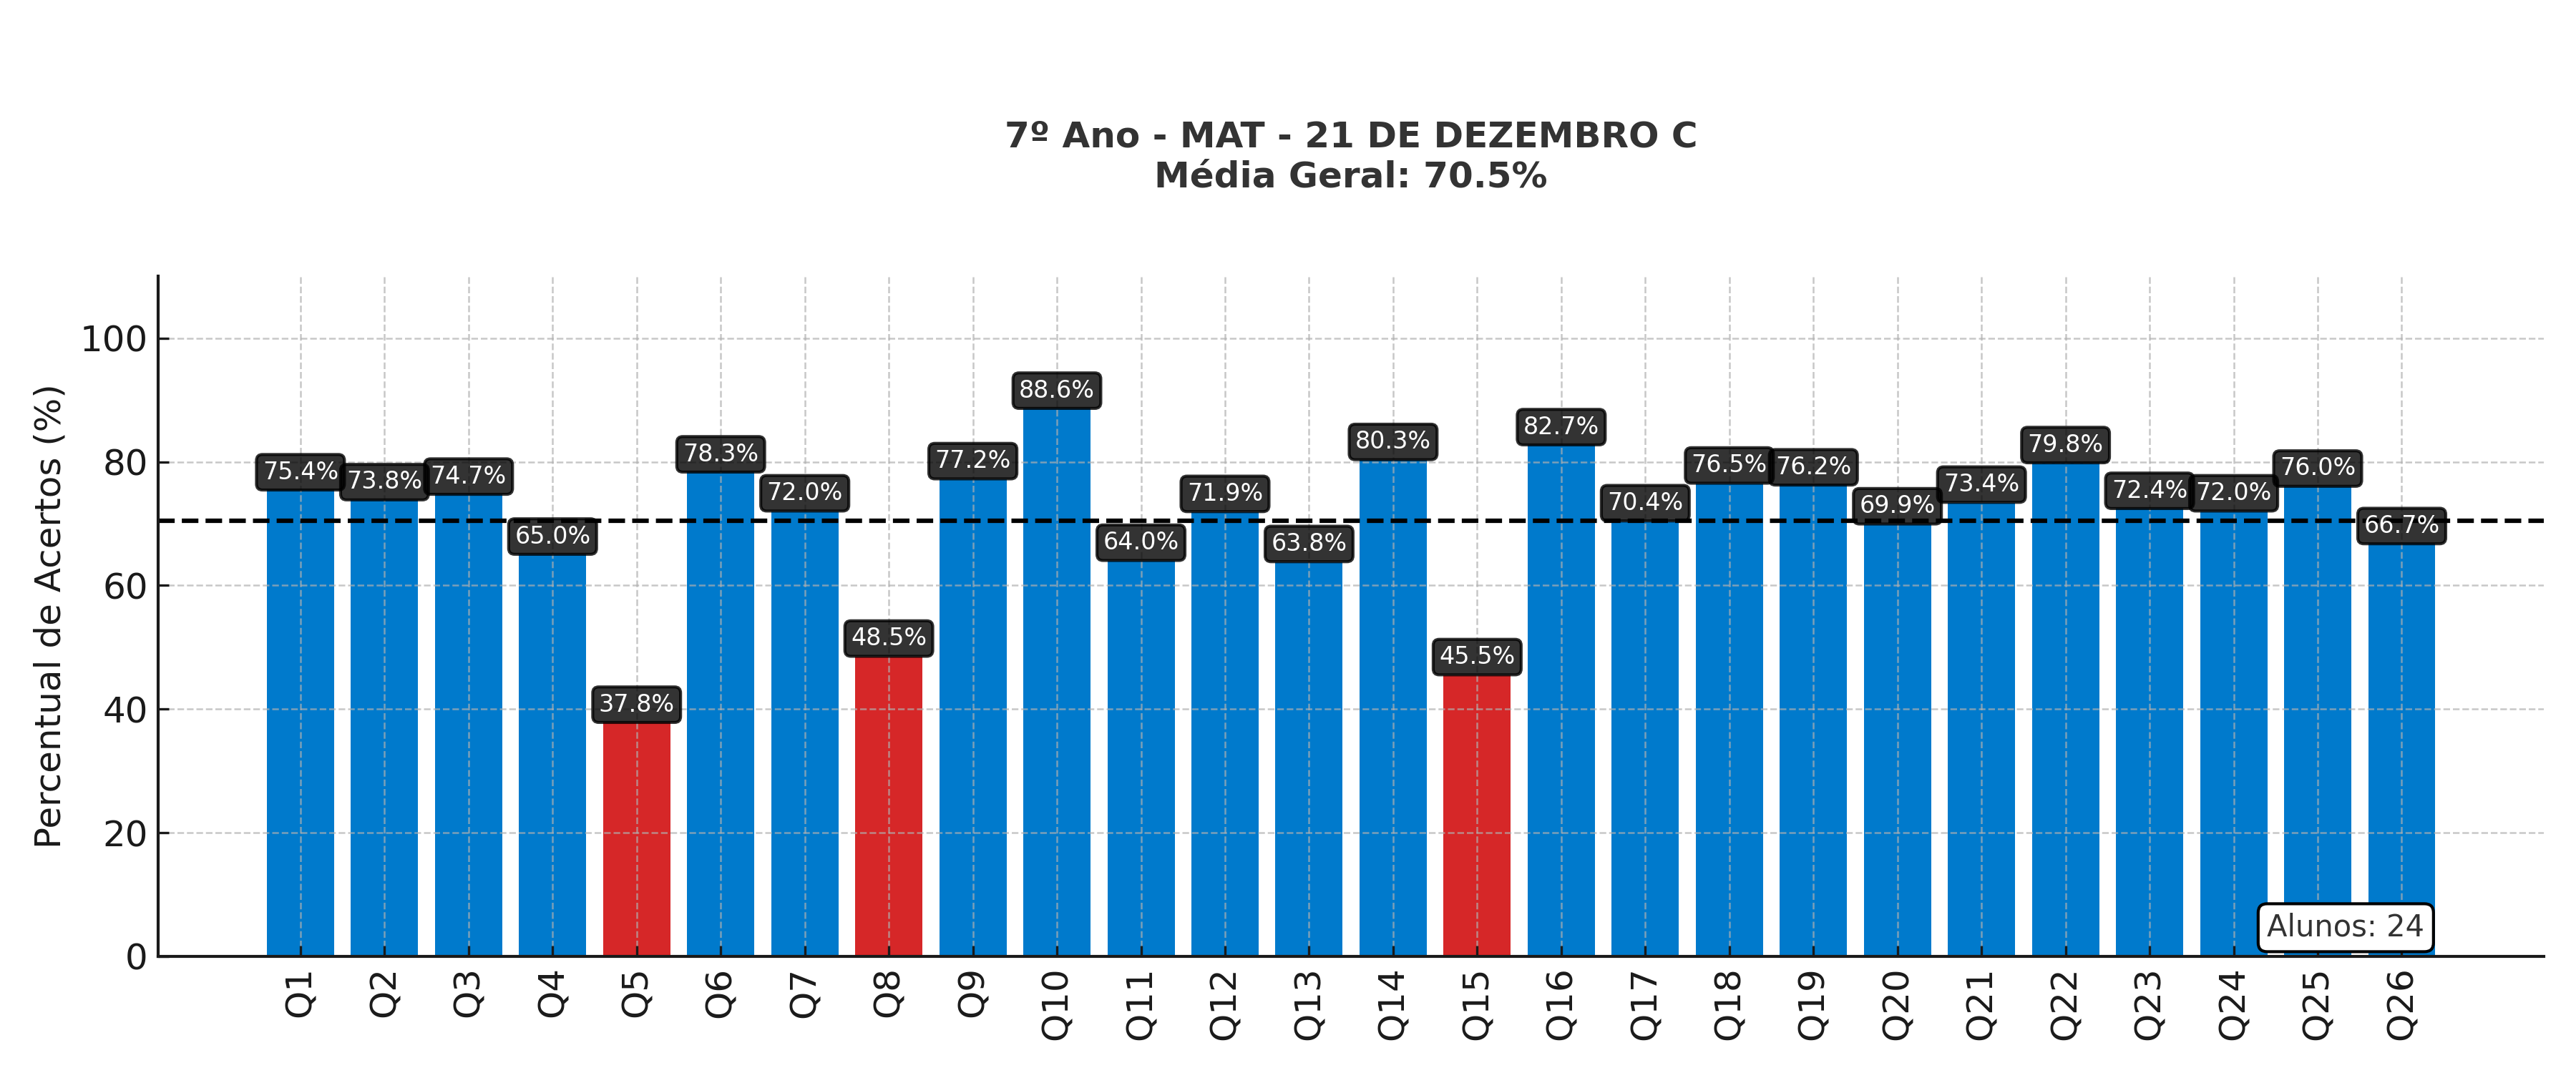 7º Ano - MAT - 21 DE DEZEMBRO C
Média Geral: 70.5%
Percentual de Acertos (%)
100
80
60
40
20
0
75.4%
73.8%
74.7%
65.0%
37.8%
78.3%
72.0%
48.5%
77.2%
88.6%
64.0%
71.9%
63.8%
80.3%
45.5%
82.7%
70.4%
76.5%
76.2%
69.9%
73.4%
79.8%
72.4%
72.0%
76.0%
66.7%
Alunos: 24
Q1
Q2
Q3
Q4
Q5
Q6
Q7
Q8
Q9
Q10
Q11
Q12
Q13
Q14
Q15
Q16
Q17
Q18
Q19
Q20
Q21
Q22
Q23
Q24
Q25
Q26